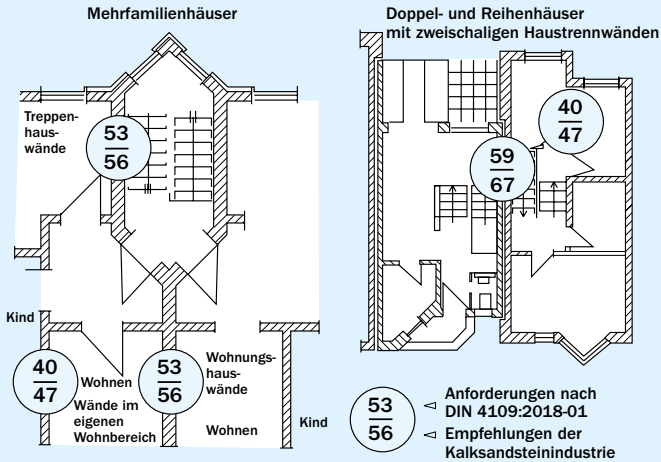 Mehrfamilienhäuser
Treppen-
haus-
wände
53
56
Kind
40
47
Wohnen
Wände im
eigenen
Wohnbereich
53
56
Wohnungs-
haus-
wände
Wohnen
Kind
Doppel- und Reihenhäuser
mit zweischaligen Haustrennwänden
40
47
59
67
53
56
Anforderungen nach
DIN 4109:2018-01
Empfehlungen der
Kalksandsteinindustrie